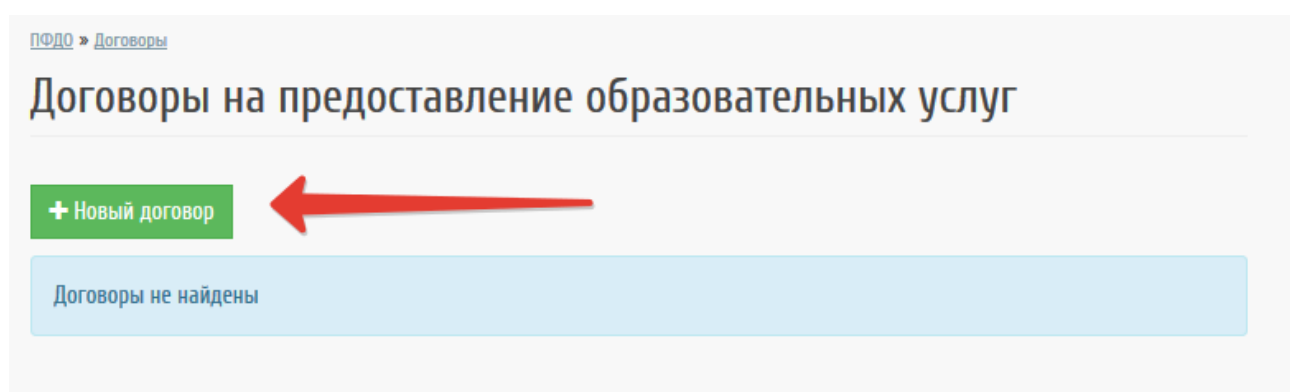 ПФДО » Договоры
Договоры на предоставление образовательных услуг
+ Новый договор
Договоры не найдены